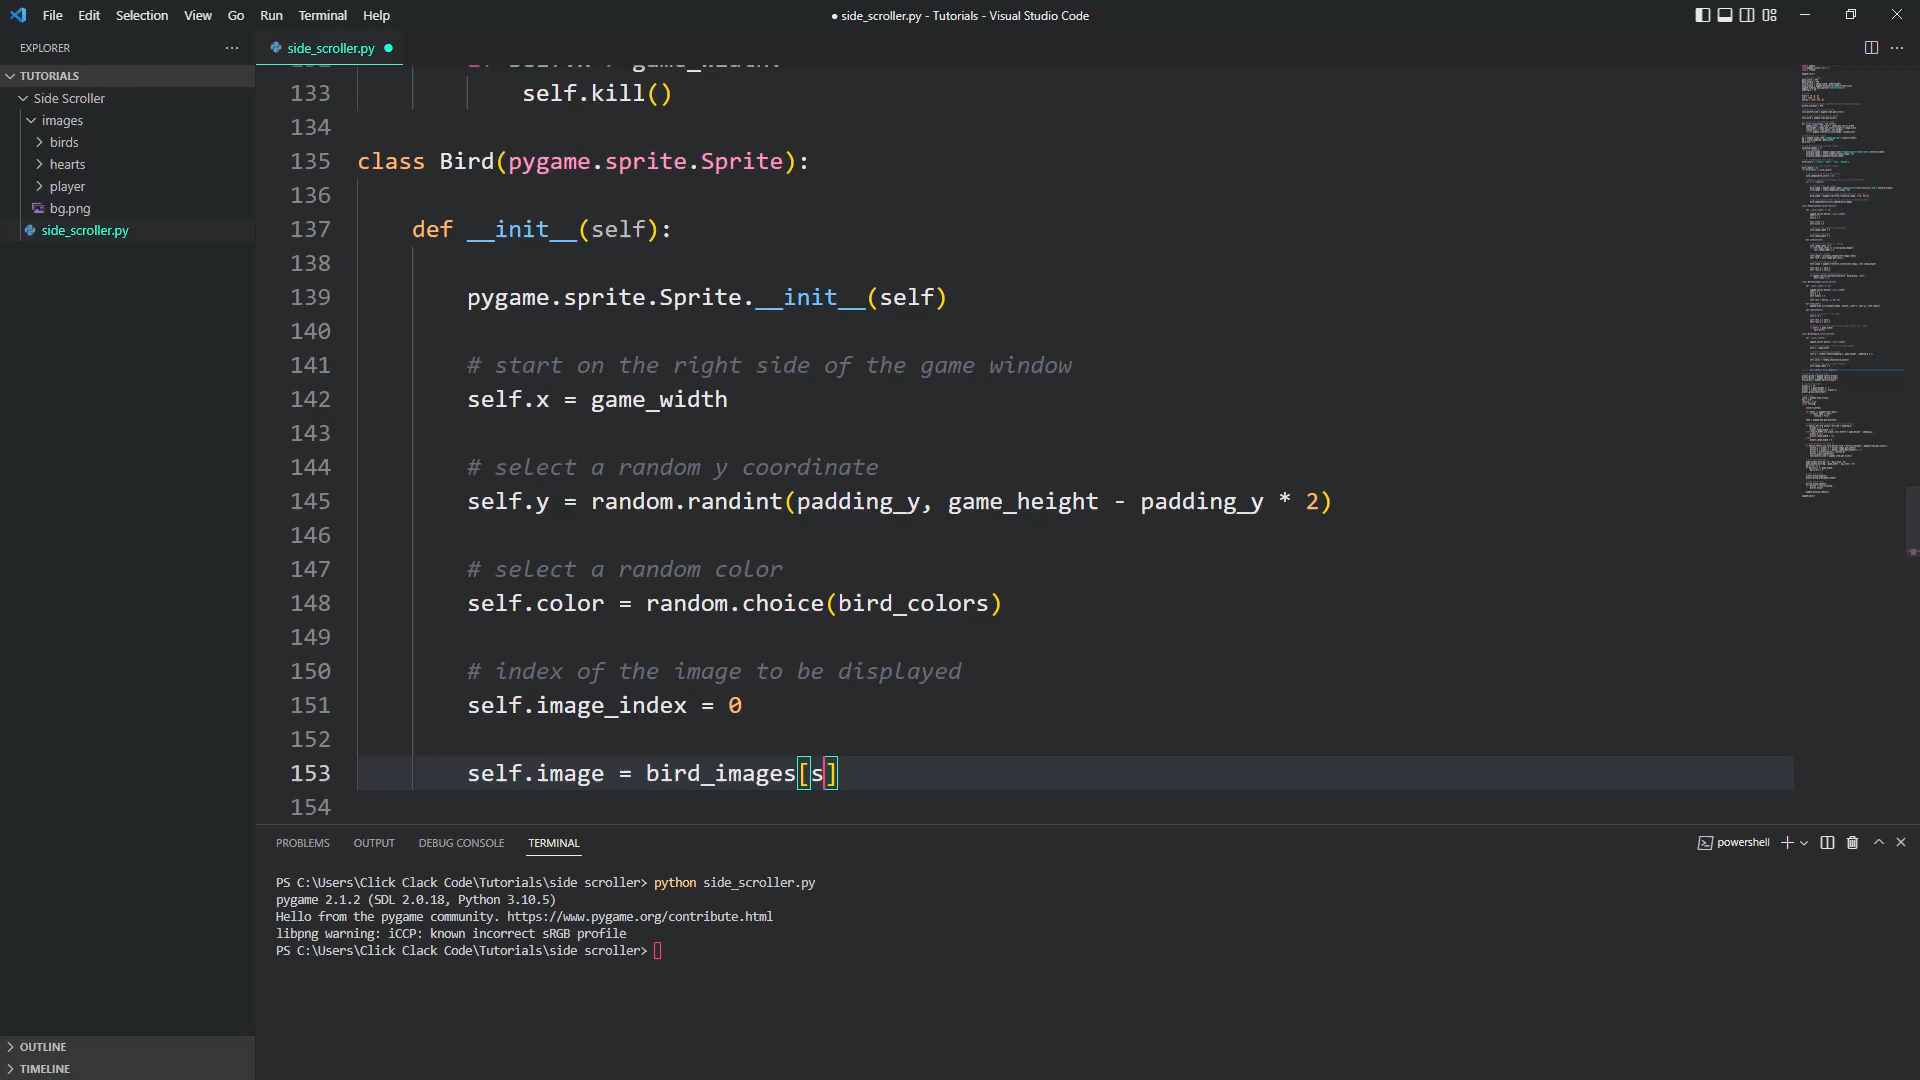 File Edit Selection View Go Run Terminal Help
● side_scroller.py - Tutorials - Visual Studio Code
EXPLORER
side_scroller.py
TUTORIALS
Side Scroller
images
birds
hearts
player
bg.png
side_scroller.py
133 self.kill()
134
135 class Bird(pygame.sprite.Sprite):
136
137 def __init__(self):
138
139 pygame.sprite.Sprite.__init__(self)
140
141 # start on the right side of the game window
142 self.x = game_width
143
144 # select a random y coordinate
145 self.y = random.randint(padding_y, game_height - padding_y * 2)
146
147 # select a random color
148 self.color = random.choice(bird_colors)
149
150 # index of the image to be displayed
151 self.image_index = 0
152
153 self.image = bird_images[s]
154
PROBLEMS OUTPUT DEBUG CONSOLE TERMINAL
powershell
PS C:\Users\Click Clack Code\Tutorials\side scroller> python side_scroller.py
pygame 2.1.2 (SDL 2.0.18, Python 3.10.5)
Hello from the pygame community. https://www.pygame.org/contribute.html
libpng warning: iCCP: known incorrect sRGB profile
PS C:\Users\Click Clack Code\Tutorials\side scroller>
OUTLINE
TIMELINE